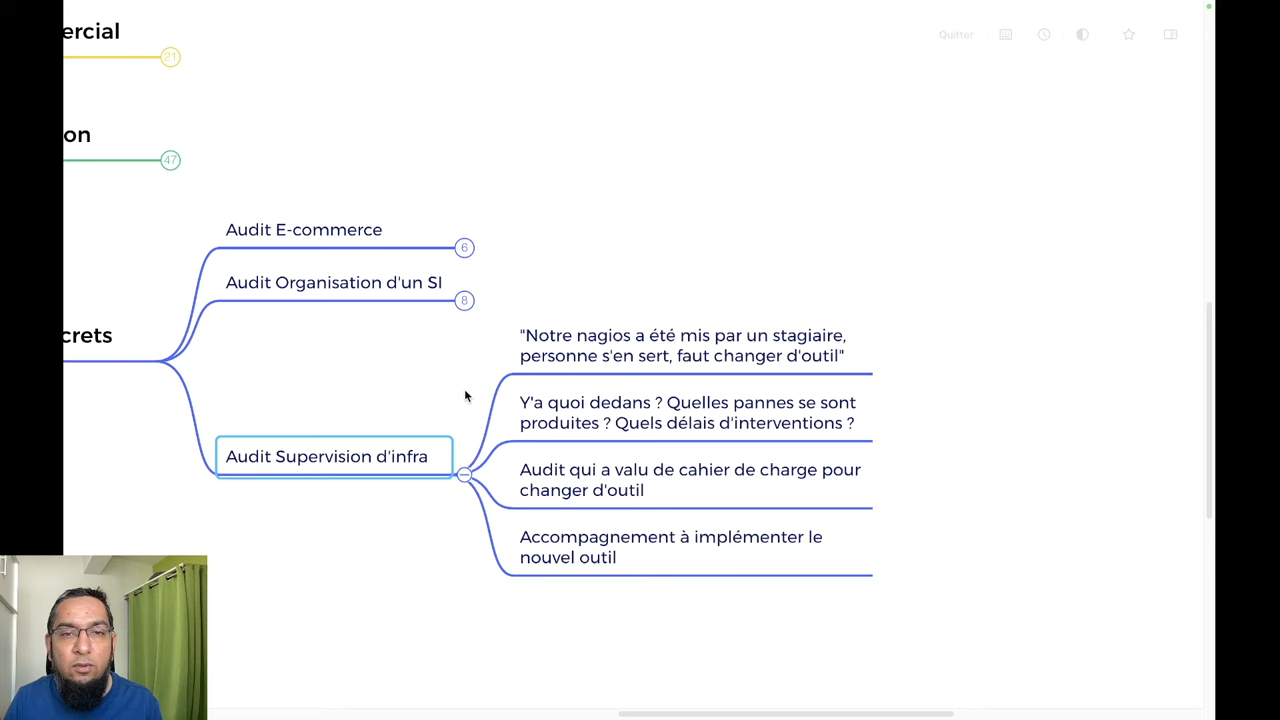 ercial
21
Quitter
on
47
Audit E-commerce
6
Audit Organisation d'un SI
8
crets
"Notre nagios a été mis par un stagiaire,
personne s'en sert, faut changer d'outil"
Y'a quoi dedans ? Quelles pannes se sont
produites ? Quels délais d'interventions ?
Audit Supervision d'infra
Audit qui a valu de cahier de charge pour
changer d'outil
Accompagnement à implémenter le
nouvel outil